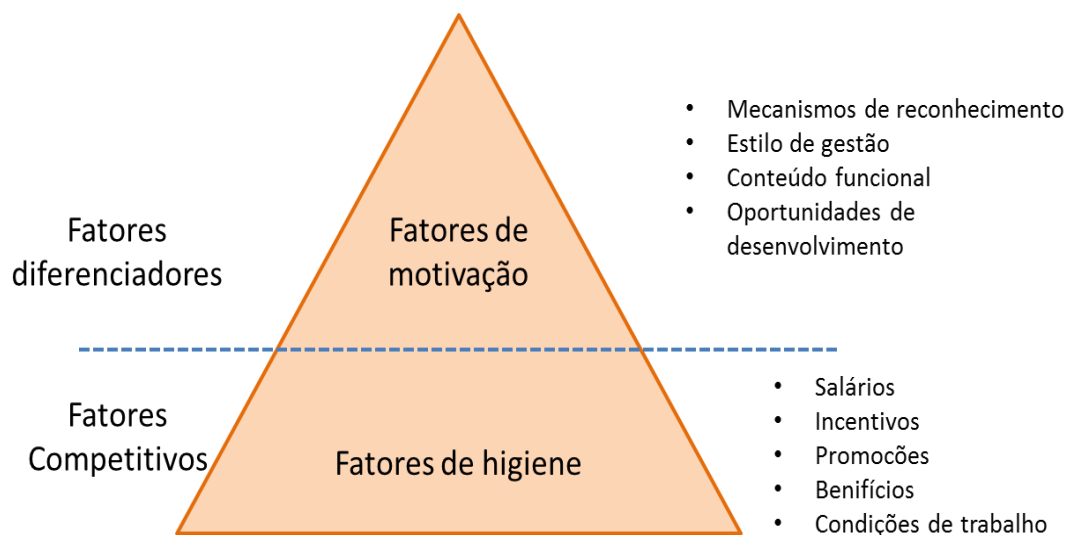 Fatores
diferenciadores
Fatores de
motivação
• Mecanismos de reconhecimento
• Estilo de gestão
• Conteúdo funcional
• Oportunidades de
desenvolvimento
Fatores
Competitivos
Fatores de higiene
• Salários
• Incentivos
• Promocões
• Benifícios
• Condições de trabalho